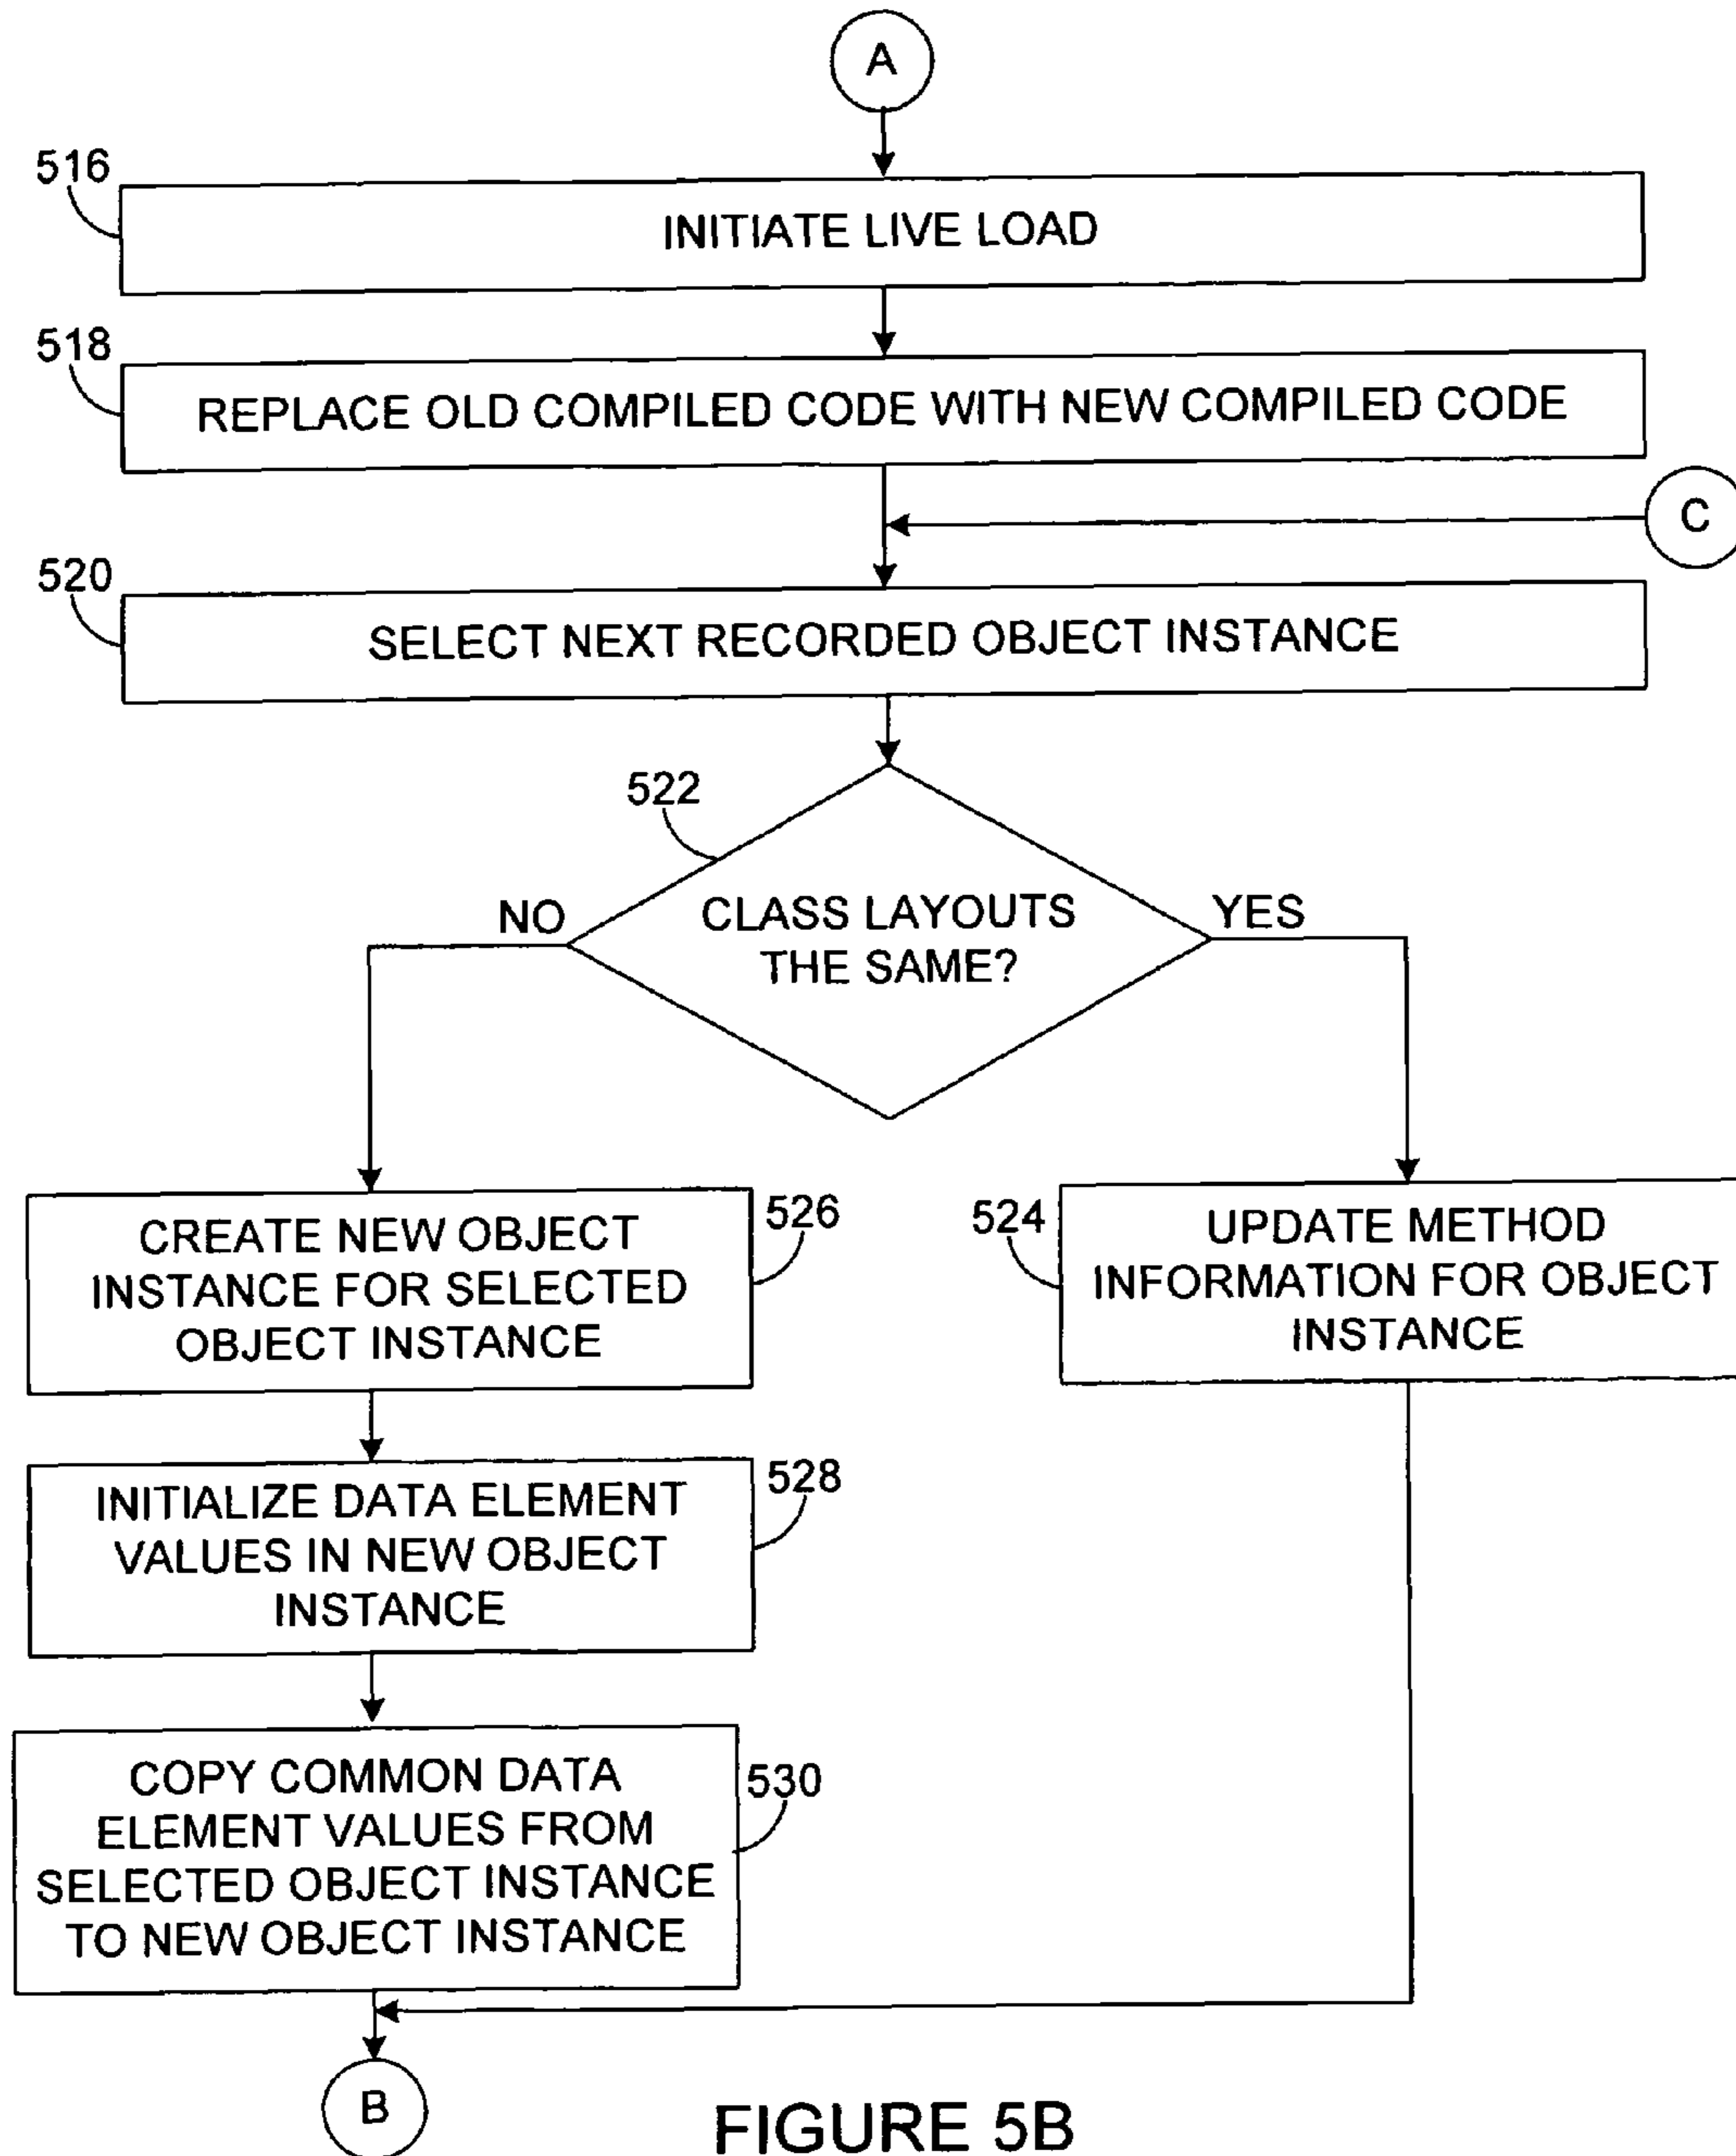 A
516
INITIATE LIVE LOAD
518
REPLACE OLD COMPILED CODE WITH NEW COMPILED CODE
C
520
SELECT NEXT RECORDED OBJECT INSTANCE
522
NO
CLASS LAYOUTS
THE SAME?
YES
CREATE NEW OBJECT
INSTANCE FOR SELECTED
OBJECT INSTANCE
526
524
UPDATE METHOD
INFORMATION FOR OBJECT
INSTANCE
INITIALIZE DATA ELEMENT
VALUES IN NEW OBJECT
INSTANCE
528
COPY COMMON DATA
ELEMENT VALUES FROM
SELECTED OBJECT INSTANCE
TO NEW OBJECT INSTANCE
530
B
FIGURE 5B